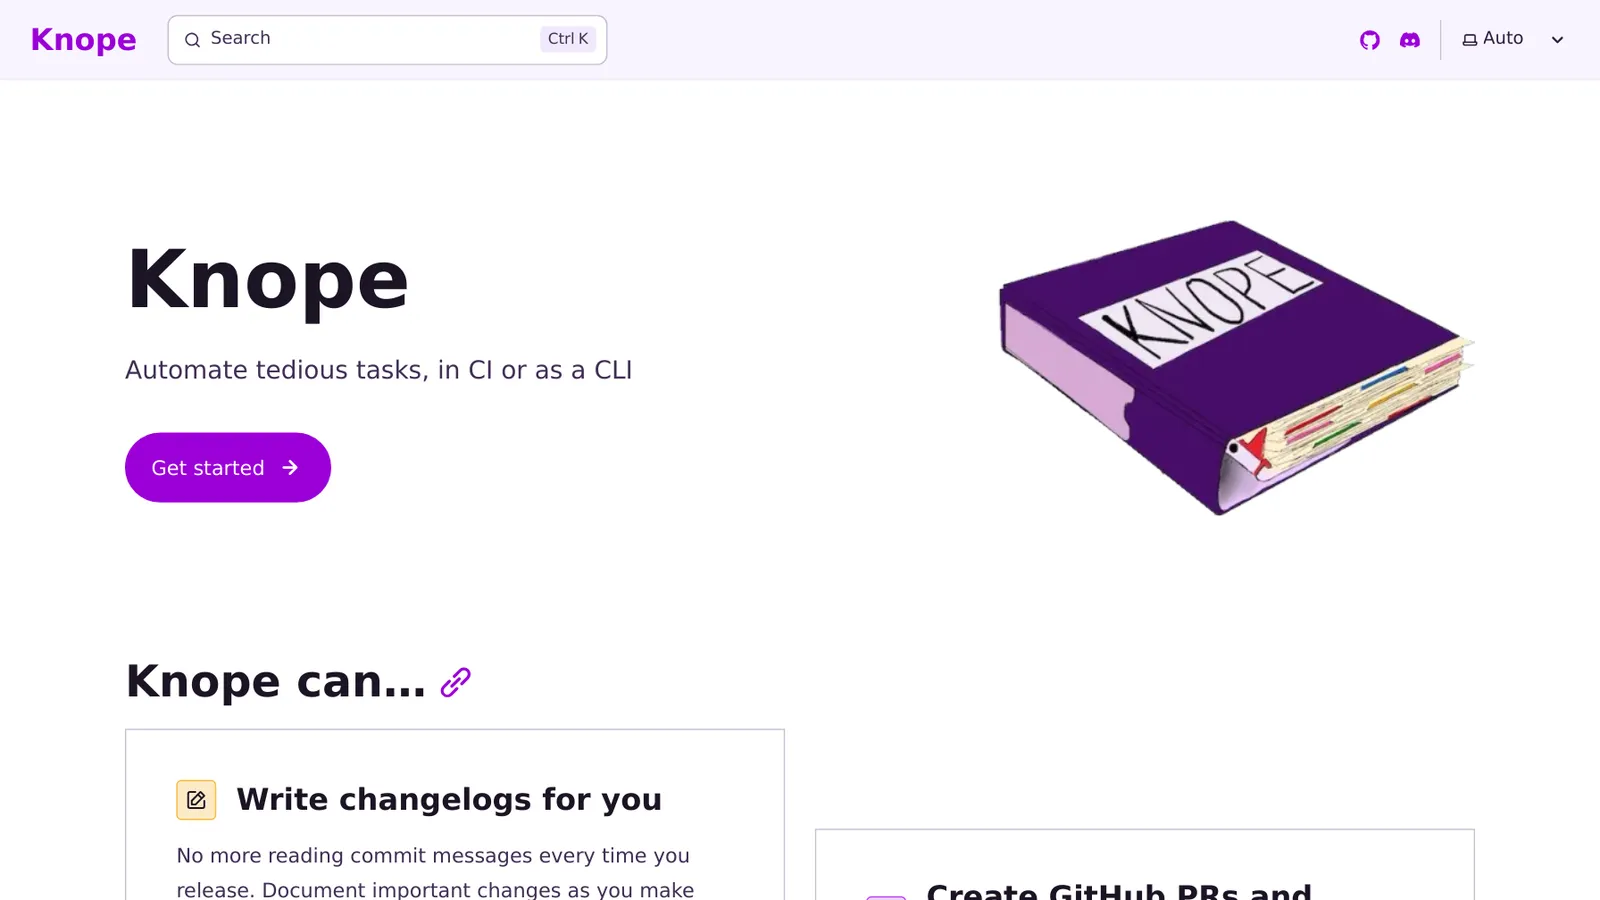 Knope
Search
Ctrl K
Auto
Knope
Automate tedious tasks, in CI or as a CLI
Get started
KNOPE
Knope can…
Write changelogs for you
No more reading commit messages every time you
release. Document important changes as you make
Create GitHub PRs and